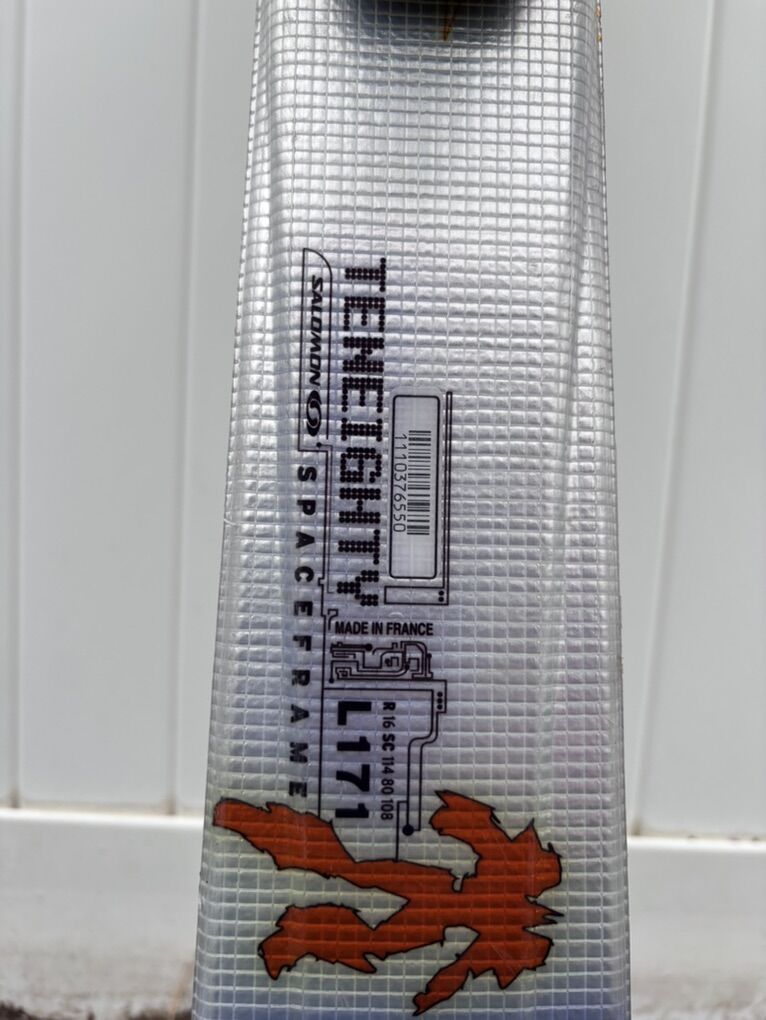 TENEIGHTY
SALOMON
SPACEFRAME
1110376550
MADE IN FRANCE
R 16 SC 114 80 108
L171